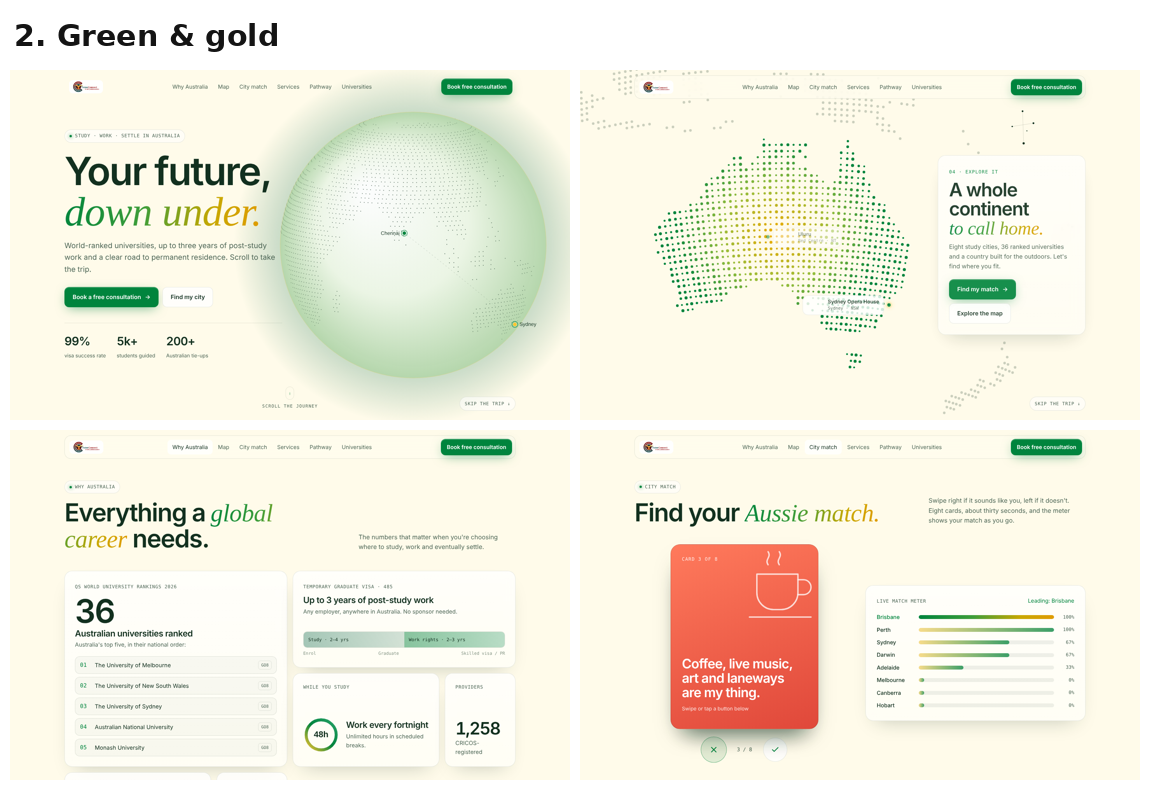 2. Green & gold
Why Australia Map City match Services Pathway Universities
Book free consultation
STUDY · WORK · SETTLE IN AUSTRALIA
Your future,
down under.
World-ranked universities, up to three years of post-study
work and a clear road to permanent residence. Scroll to take
the trip.
Book a free consultation →
Find my city
99% 5k+ 200+
visa success rate students guided Australian tie-ups
Chennai
Sydney
SCROLL THE JOURNEY
SKIP THE TRIP ↓
Why Australia Map City match Services Pathway Universities
Book free consultation
Sydney Opera House
04 · EXPLORE IT
A whole
continent
to call home.
Eight study cities, 36 ranked universities
and a country built for the outdoors. Let's
find where you fit.
Find my match →
Explore the map
SKIP THE TRIP ↓
Why Australia Map City match Services Pathway Universities
Book free consultation
WHY AUSTRALIA
Everything a global
career needs.
The numbers that matter when you're choosing
where to study, work and eventually settle.
QS WORLD UNIVERSITY RANKINGS 2026
36
Australian universities ranked
Australia's top five, in their national order:
01 The University of Melbourne
02 The University of New South Wales
03 The University of Sydney
04 Australian National University
05 Monash University
TEMPORARY GRADUATE VISA · 485
Up to 3 years of post-study work
Any employer, anywhere in Australia. No sponsor needed.
Study · 2–4 yrs Work rights · 2–3 yrs
Enrol Graduate Skilled visa / PR
WHILE YOU STUDY
48h
Work every fortnight
Unlimited hours in scheduled
breaks.
PROVIDERS
1,258
CRICOS-
registered
Why Australia Map City match Services Pathway Universities
Book free consultation
CITY MATCH
Find your Aussie match.
Swipe right if it sounds like you, left if it doesn't.
Eight cards, about thirty seconds, and the meter
shows your match as you go.
CARD 3 OF 8
Coffee, live music,
art and laneways
are my thing.
Swipe or tap a button below
3 / 8
LIVE MATCH METER Leading: Brisbane
Brisbane 100%
Perth 100%
Sydney 67%
Darwin 67%
Adelaide 33%
Melbourne 0%
Canberra 0%
Hobart 0%